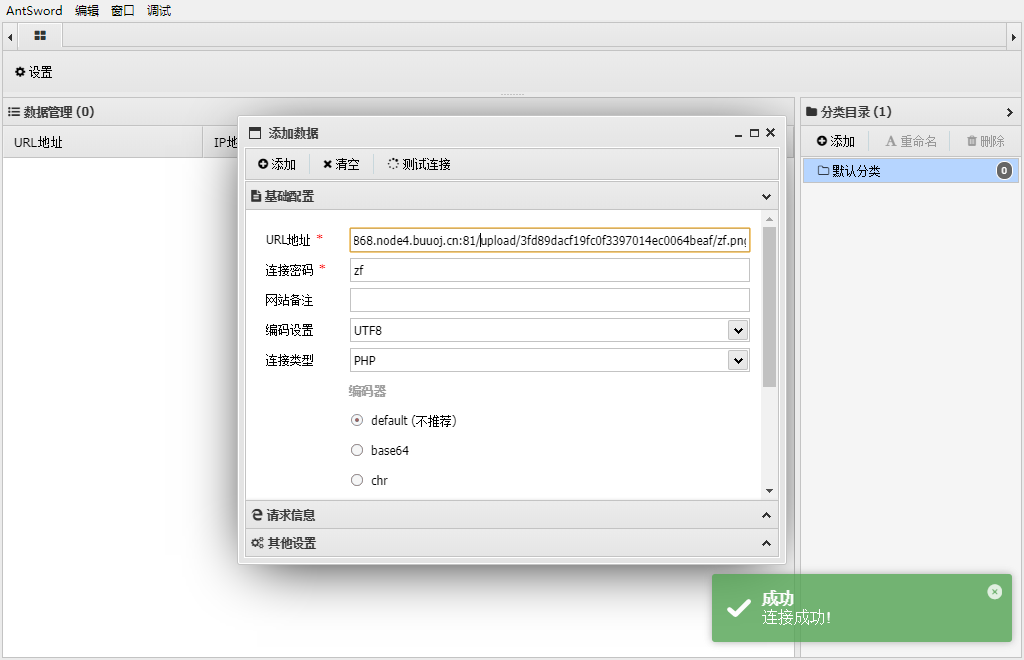 AntSword 编辑 窗口 调试
设置
数据管理 (0)
分类目录 (1)
URL地址
IP地
添加 重命名 删除
默认分类 0
添加数据
添加 清空 测试连接
基础配置
URL地址 * 868.node4.buuoj.cn:81/upload/3fd89dacf19fc0f3397014ec0064beaf/zf.png
连接密码 * zf
网站备注
编码设置 UTF8
连接类型 PHP
编码器
default (不推荐)
base64
chr
请求信息
其他设置
成功
连接成功!